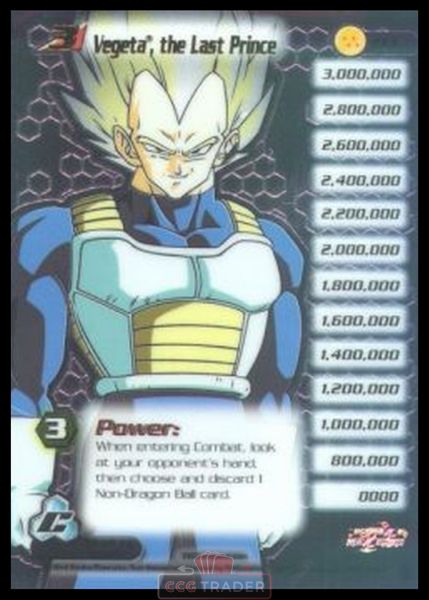 Vegeta®, the Last Prince
3,000,000
2,800,000
2,600,000
2,400,000
2,200,000
2,000,000
1,800,000
1,600,000
1,400,000
1,200,000
1,000,000
800,000
0000
3
Power:
When entering Combat, look
at your opponent's hand,
then choose and discard 1
Non-Dragon Ball card.
CCGTRADER